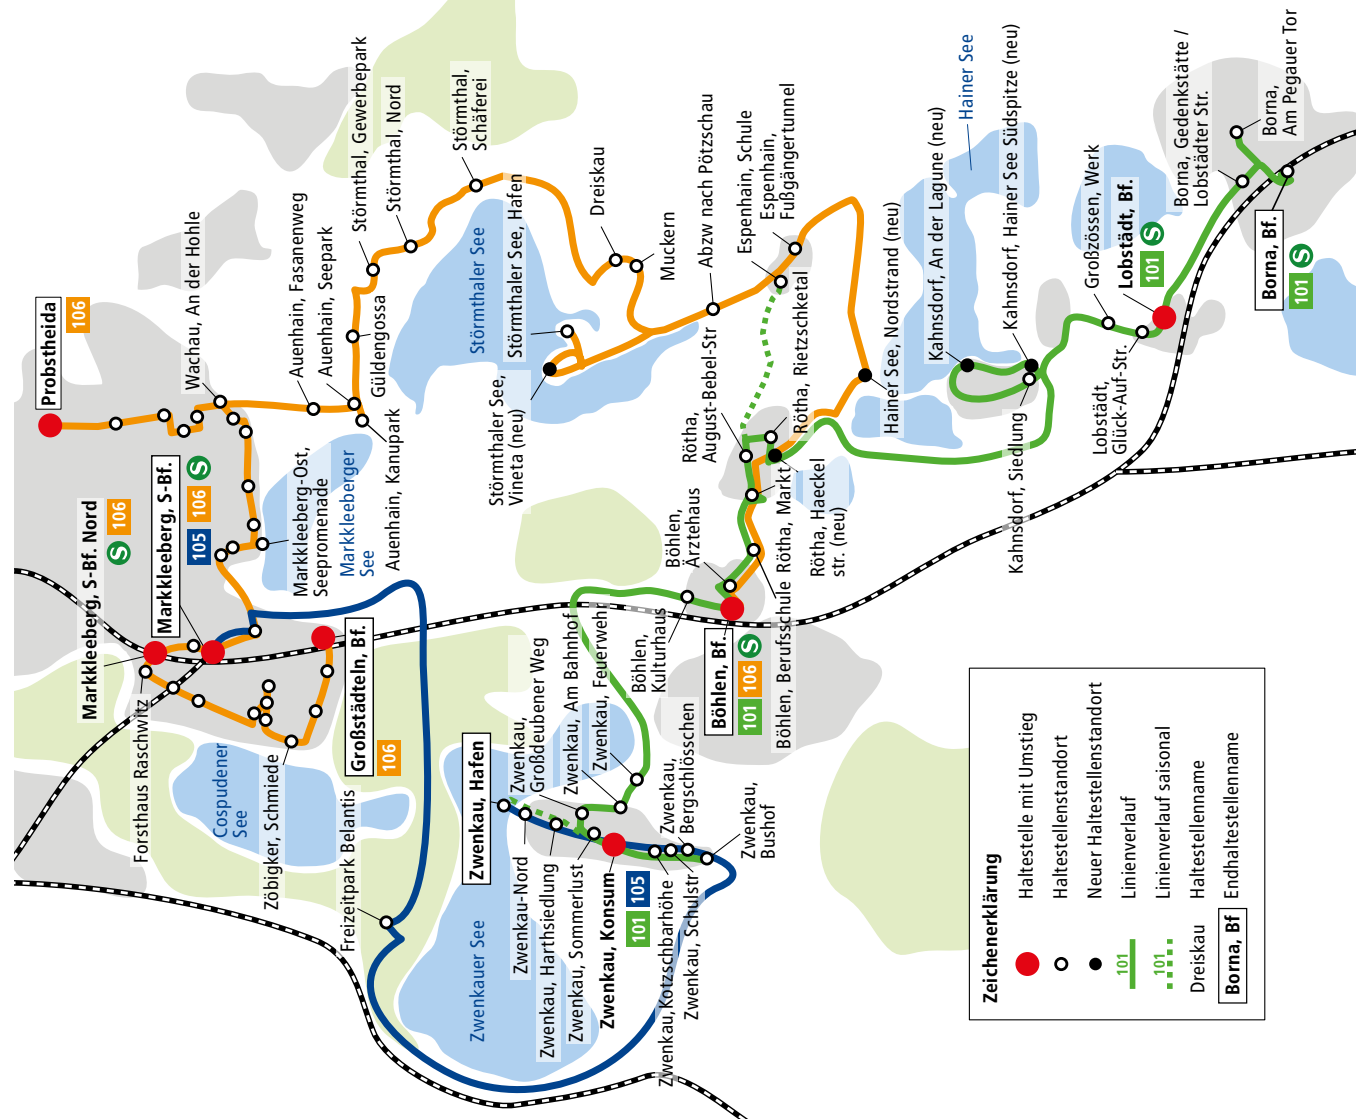 Probstheida
106
Markkleeberg, S-Bf. Nord
S 106
Markkleeberg, S-Bf.
105 106 S
Großstädteln, Bf.
106
Forsthaus Raschwitz
Cospudener
See
Zöbigker, Schmiede
Freizeitpark Belantis
Wachau, An der Hohle
Auenhain, Fasanenweg
Auenhain, Seepark
Störmthal, Gewerbepark
Störmthal, Nord
Störmthal,
Schäferei
Güldengossa
Auenhain, Kanupark
Markkleeberg-Ost,
Seepromenade
Markkleeberger
See
Störmthaler See
Störmthaler See, Hafen
Störmthaler See,
Vineta (neu)
Dreiskau
Muckern
Abzw nach Pötzschau
Espenhain, Schule
Espenhain,
Fußgängertunnel
Rötha,
August-Bebel-Str
Rötha, Rietzschketal
Rötha, Markt
Rötha, Haeckel
str. (neu)
Hainer See, Nordstrand (neu)
Hainer See
Kahnsdorf, An der Lagune (neu)
Kahnsdorf, Hainer See Südspitze (neu)
Kahnsdorf, Siedlung
Großzössen, Werk
Lobstädt, Bf.
101 S
Lobstädt,
Glück-Auf-Str.
Borna, Gedenkstätte /
Lobstädter Str.
Borna,
Am Pegauer Tor
Borna, Bf.
101 S
Böhlen,
Ärztehaus
Böhlen,
Kulturhaus
Böhlen, Bf.
101 106 S
Böhlen, Berufsschule
Zwenkau, Hafen
Zwenkau,
Großdeubener Weg
Zwenkau, Am Bahnhof
Zwenkau, Feuerwehr
Zwenkauer See
Zwenkau-Nord
Zwenkau, Harthsiedlung
Zwenkau, Sommerlust
Zwenkau, Konsum
101 105
Zwenkau,Kotzschbarhöhe
Zwenkau, Schulstr
Zwenkau,
Bergschlösschen
Zwenkau,
Bushof
Zeichenerklärung
Haltestelle mit Umstieg
Haltestellenstandort
Neuer Haltestellenstandort
101 Linienverlauf
101 Linienverlauf saisonal
Dreiskau Haltestellenname
Borna, Bf Endhaltestellenname